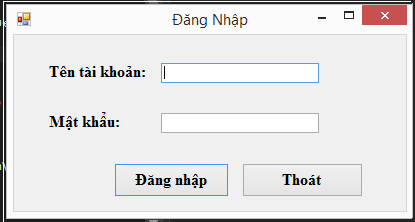 Đăng Nhập
Tên tài khoản:
Mật khẩu:
Đăng nhập Thoát